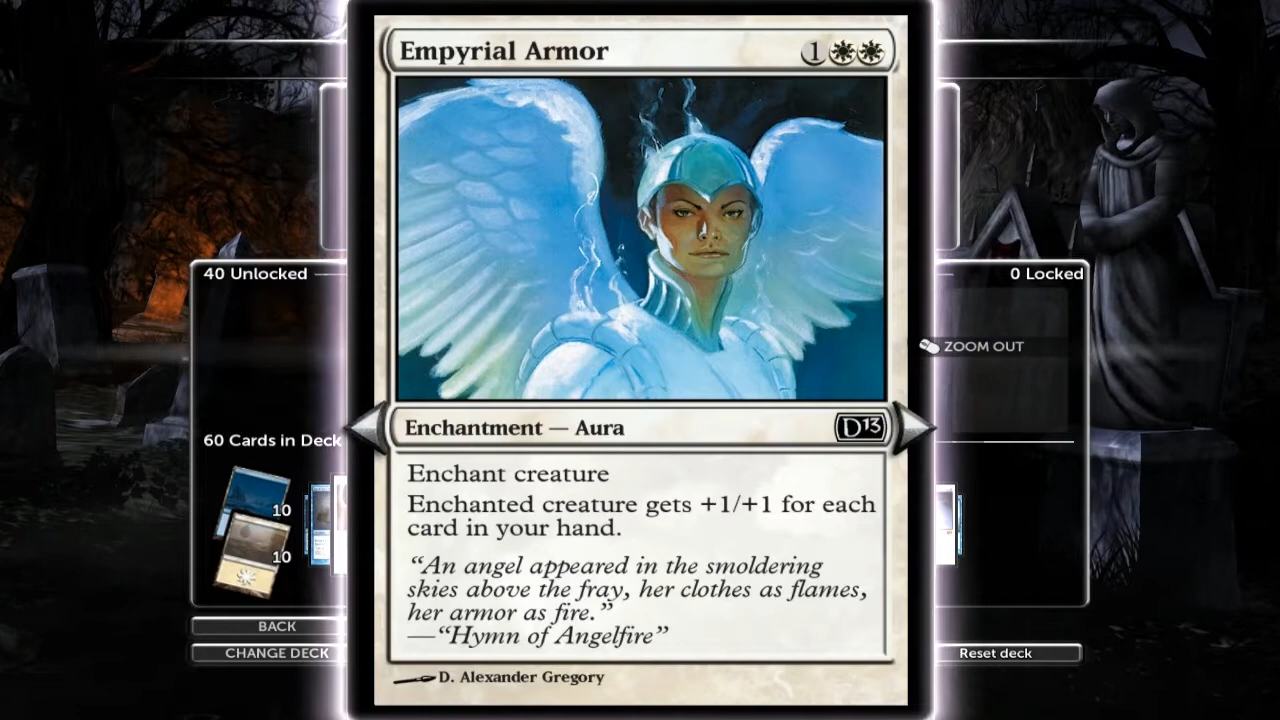 Empyrial Armor
1
40 Unlocked
0 Locked
ZOOM OUT
Enchantment — Aura
D13
60 Cards in Deck
Enchant creature
Enchanted creature gets +1/+1 for each
card in your hand.
“An angel appeared in the smoldering
skies above the fray, her clothes as flames,
her armor as fire.”
—“Hymn of Angelfire”
10
10
BACK
CHANGE DECK
Reset deck
D. Alexander Gregory